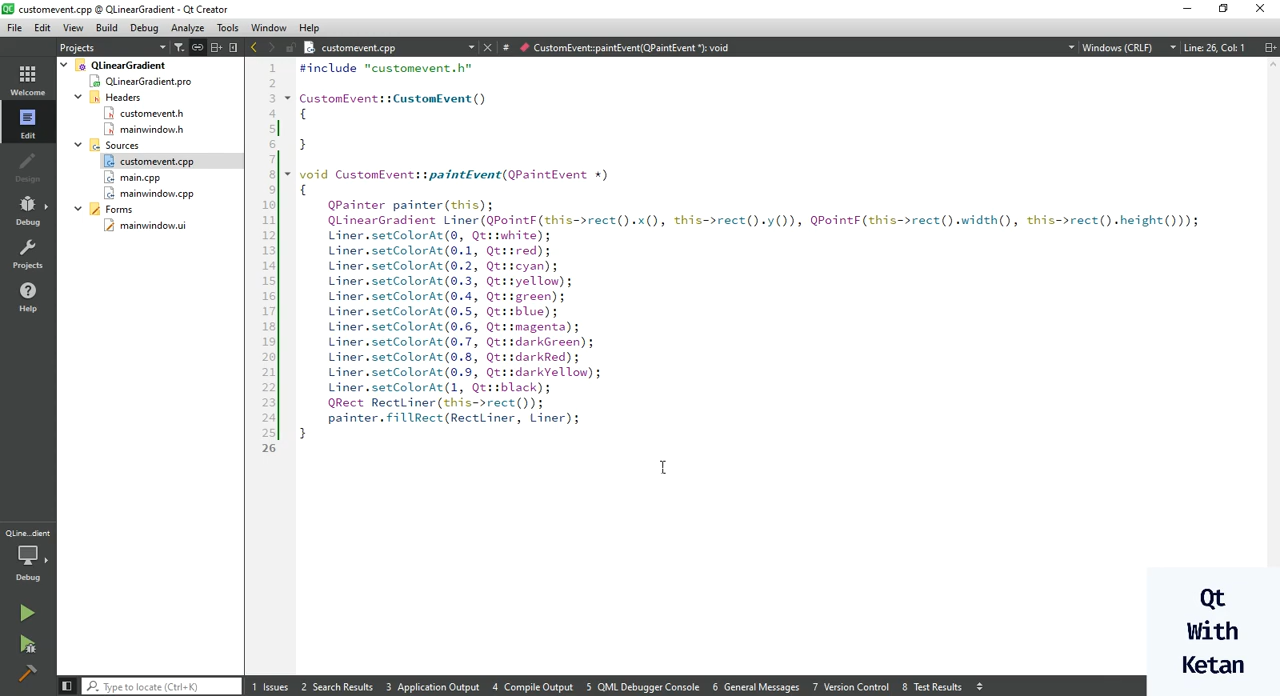 customevent.cpp @ QLinearGradient - Qt Creator
File Edit View Build Debug Analyze Tools Window Help
Projects customevent.cpp # CustomEvent::paintEvent(QPaintEvent *): void Windows (CRLF) Line: 26, Col: 1
Welcome
Edit
Design
Debug
Projects
Help
QLine...dient
Debug
QLinearGradient
QLinearGradient.pro
Headers
customevent.h
mainwindow.h
Sources
customevent.cpp
main.cpp
mainwindow.cpp
Forms
mainwindow.ui
1 #include "customevent.h"
2
3 CustomEvent::CustomEvent()
4 {
5
6 }
7
8 void CustomEvent::paintEvent(QPaintEvent *)
9 {
10 QPainter painter(this);
11 QLinearGradient Liner(QPointF(this->rect().x(), this->rect().y()), QPointF(this->rect().width(), this->rect().height()));
12 Liner.setColorAt(0, Qt::white);
13 Liner.setColorAt(0.1, Qt::red);
14 Liner.setColorAt(0.2, Qt::cyan);
15 Liner.setColorAt(0.3, Qt::yellow);
16 Liner.setColorAt(0.4, Qt::green);
17 Liner.setColorAt(0.5, Qt::blue);
18 Liner.setColorAt(0.6, Qt::magenta);
19 Liner.setColorAt(0.7, Qt::darkGreen);
20 Liner.setColorAt(0.8, Qt::darkRed);
21 Liner.setColorAt(0.9, Qt::darkYellow);
22 Liner.setColorAt(1, Qt::black);
23 QRect RectLiner(this->rect());
24 painter.fillRect(RectLiner, Liner);
25 }
26
Qt
With
Ketan
Type to locate (Ctrl+K) 1 Issues 2 Search Results 3 Application Output 4 Compile Output 5 QML Debugger Console 6 General Messages 7 Version Control 8 Test Results